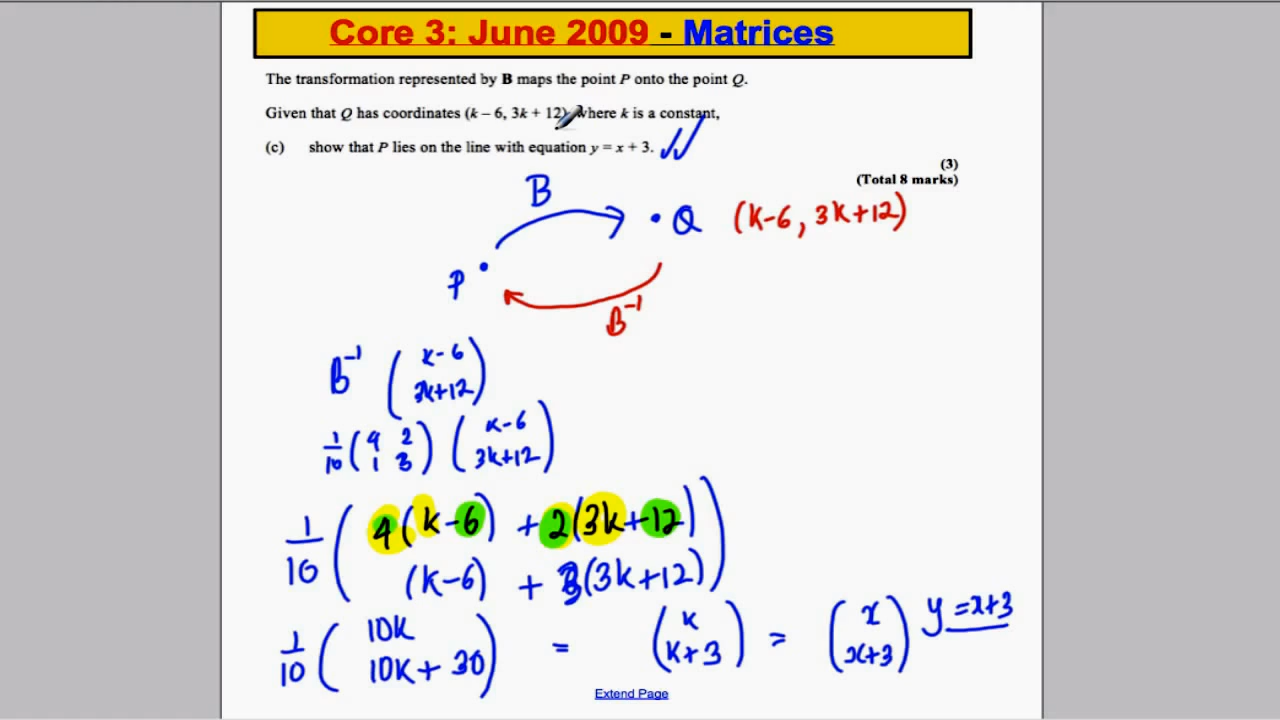 Core 3: June 2009 - Matrices
The transformation represented by B maps the point P onto the point Q.
Given that Q has coordinates (k – 6, 3k + 12), where k is a constant,
(c) show that P lies on the line with equation y = x + 3.
(3)
(Total 8 marks)
B
Q (k-6, 3k+12)
P
B⁻¹
B⁻¹ ( k-6
3k+12 )
1/10 ( 4 2 ) ( k-6 )
( 1 3 ) ( 3k+12 )
1/10 ( 4(k-6) + 2(3k+12) )
( (k-6) + 3(3k+12) )
1/10 ( 10k ) = ( k ) = ( x ) y = x+3
( 10k + 30 ) ( k+3 ) ( x+3 )
Extend Page